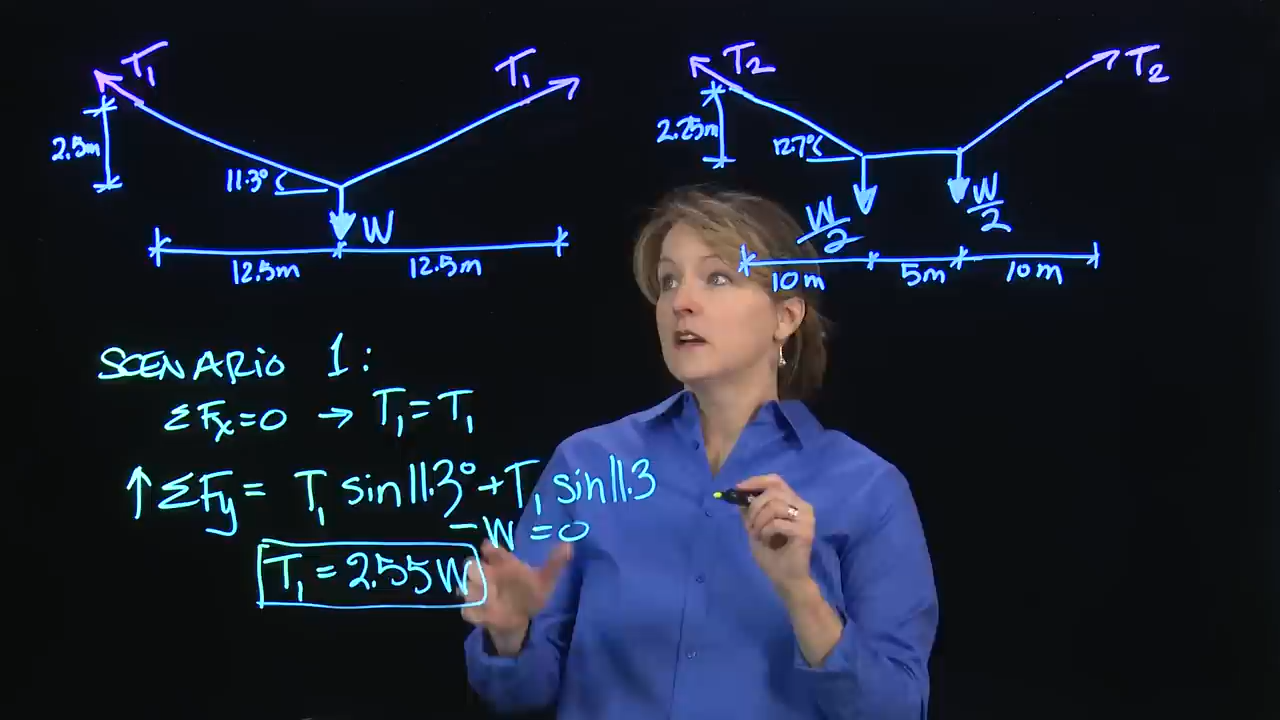 T₁ T₁
2.5m
11.3°
W
12.5m 12.5m
T₂ T₂
2.25m
12.7°
W/2 W/2
10m 5m 10m
SCENARIO 1:
ΣFx=0 → T₁=T₁
↑ΣFy= T₁ sin11.3°+T₁ sin11.3
-W=0
T₁=2.55W